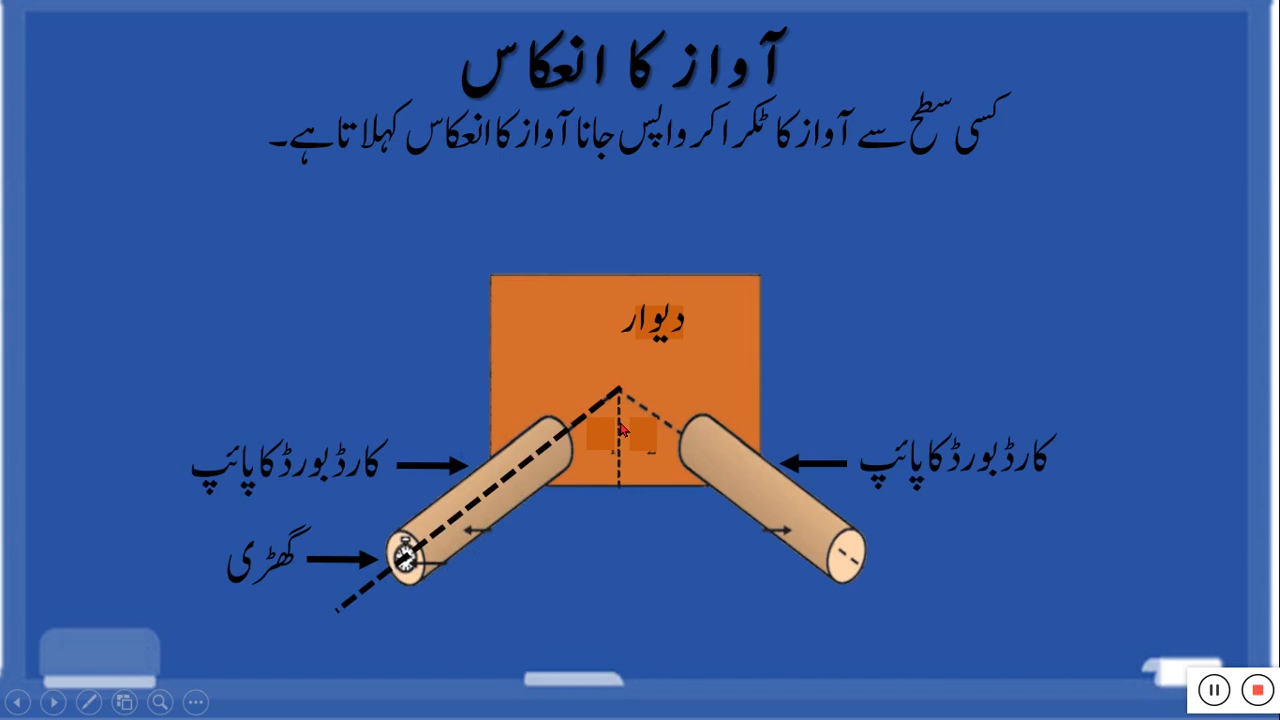 آواز کا انعکاس
کسی سطح سے آواز کا ٹکرا کر واپس جانا آواز کا انعکاس کہلاتا ہے۔
دیوار
کارڈ بورڈ کا پائپ
کارڈ بورڈ کا پائپ
گھڑی